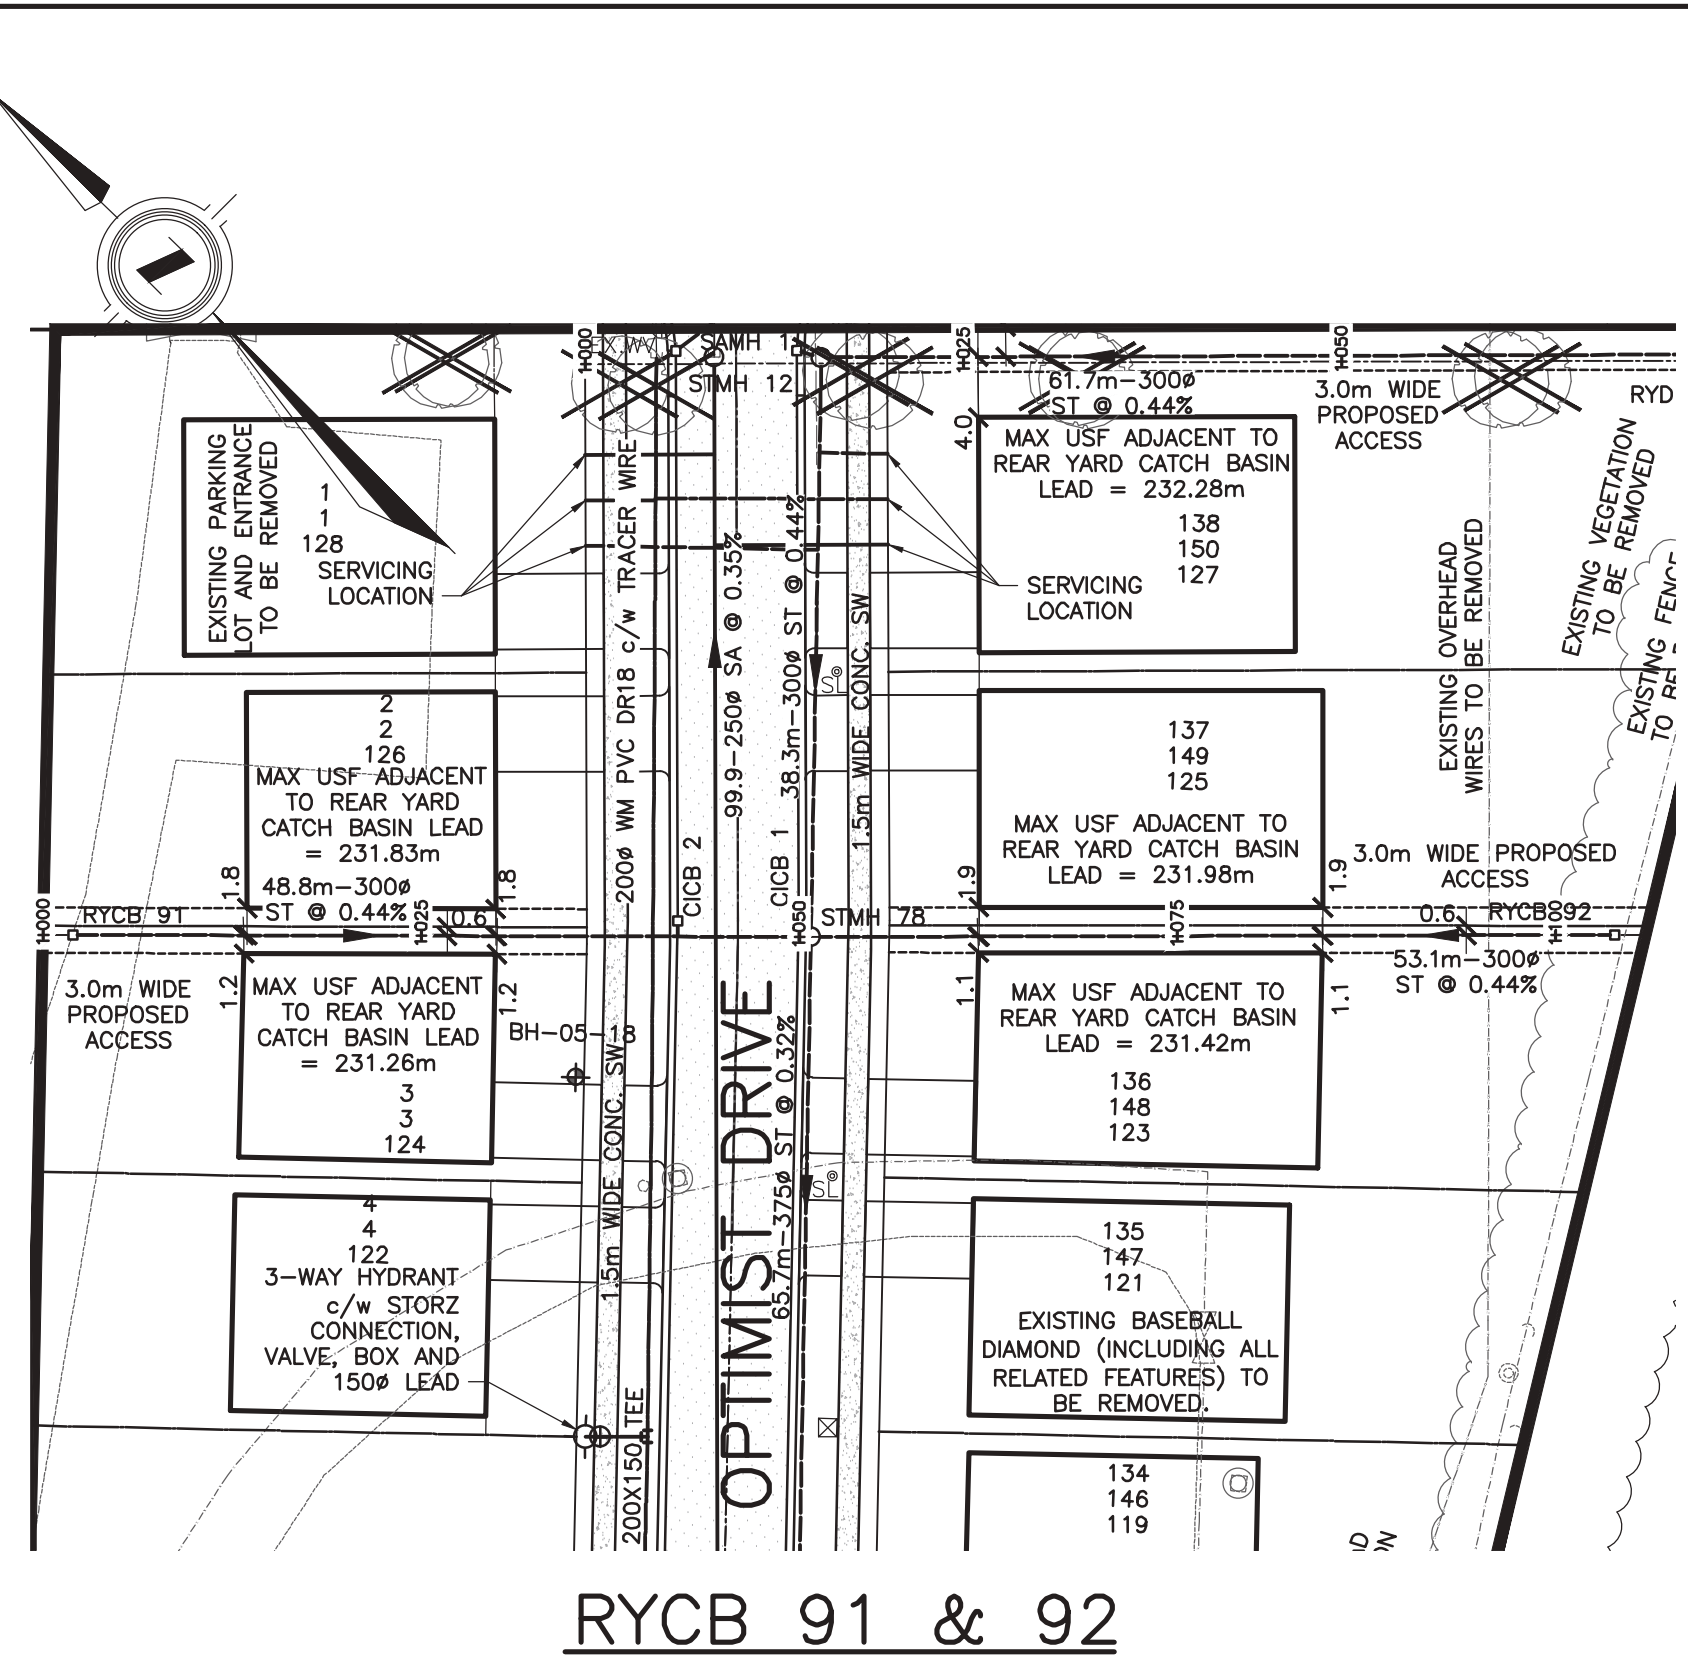 1+000
SAMH 1
STMH 12
1+025
1+050
61.7m-300ø
ST @ 0.44%
3.0m WIDE
PROPOSED
ACCESS
RYD
EXISTING PARKING
LOT AND ENTRANCE
TO BE REMOVED
1
1
128
SERVICING
LOCATION
200ø WM PVC DR18 c/w TRACER WIRE
99.9-250ø SA @ 0.35%
38.3m-300ø ST @ 0.44%
1.5m WIDE CONC. SW
SL
4.0
MAX USF ADJACENT TO
REAR YARD CATCH BASIN
LEAD = 232.28m
138
150
127
SERVICING
LOCATION
EXISTING OVERHEAD
WIRES TO BE REMOVED
EXISTING VEGETATION
TO BE REMOVED
EXISTING FENCE
2
2
126
MAX USF ADJACENT
TO REAR YARD
CATCH BASIN LEAD
= 231.83m
1.8
1.8
48.8m-300ø
ST @ 0.44%
137
149
125
MAX USF ADJACENT TO
REAR YARD CATCH BASIN
LEAD = 231.98m
1.9
1.9
3.0m WIDE PROPOSED
ACCESS
CICB 2
CICB 1
1+000
RYCB 91
1+025
0.6
1+050
STMH 78
1+075
0.6
RYCB 92
1+100
53.1m-300ø
ST @ 0.44%
3.0m WIDE
PROPOSED
ACCESS
1.2
1.2
MAX USF ADJACENT
TO REAR YARD
CATCH BASIN LEAD
= 231.26m
3
3
124
BH-05-18
1.5m WIDE CONC. SW
OPTIMIST DRIVE
65.7m-375ø ST @ 0.32%
SL
1.1
1.1
MAX USF ADJACENT TO
REAR YARD CATCH BASIN
LEAD = 231.42m
136
148
123
4
4
122
3-WAY HYDRANT
c/w STORZ
CONNECTION,
VALVE, BOX AND
150ø LEAD
200X150 TEE
135
147
121
EXISTING BASEBALL
DIAMOND (INCLUDING ALL
RELATED FEATURES) TO
BE REMOVED.
134
146
119
RYCB 91 & 92